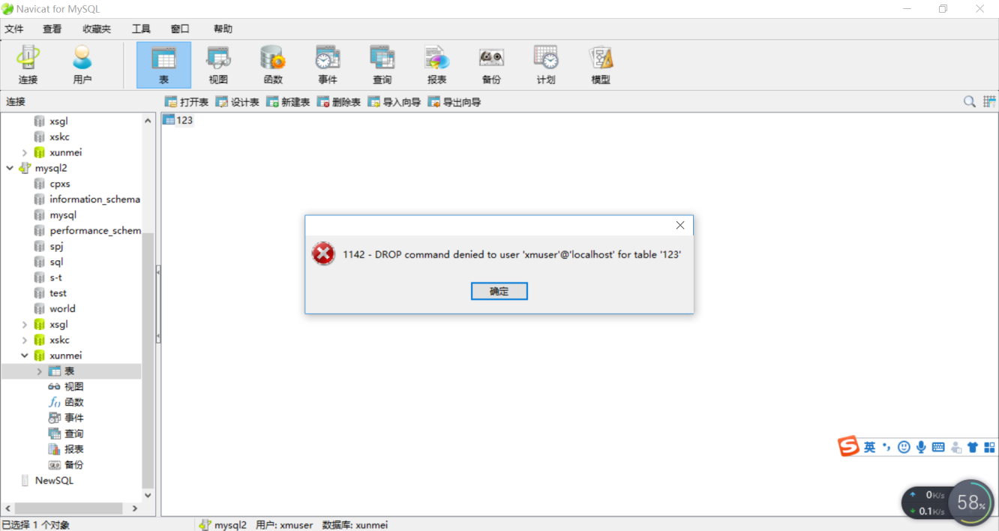 Navicat for MySQL
文件 查看 收藏夹 工具 窗口 帮助
连接 用户 表 视图 函数 事件 查询 报表 备份 计划 模型
连接 打开表 设计表 新建表 删除表 导入向导 导出向导
xsgl
123
xskc
xunmei
mysql2
cpxs
information_schema
mysql
performance_schem
spj
sql
s-t
test
world
xsgl
xskc
xunmei
表
视图
函数
事件
查询
报表
备份
NewSQL
1142 - DROP command denied to user 'xmuser'@'localhost' for table '123'
确定
S 英
0K/s
0.1K/s
58%
已选择 1 个对象 mysql2 用户: xmuser 数据库: xunmei